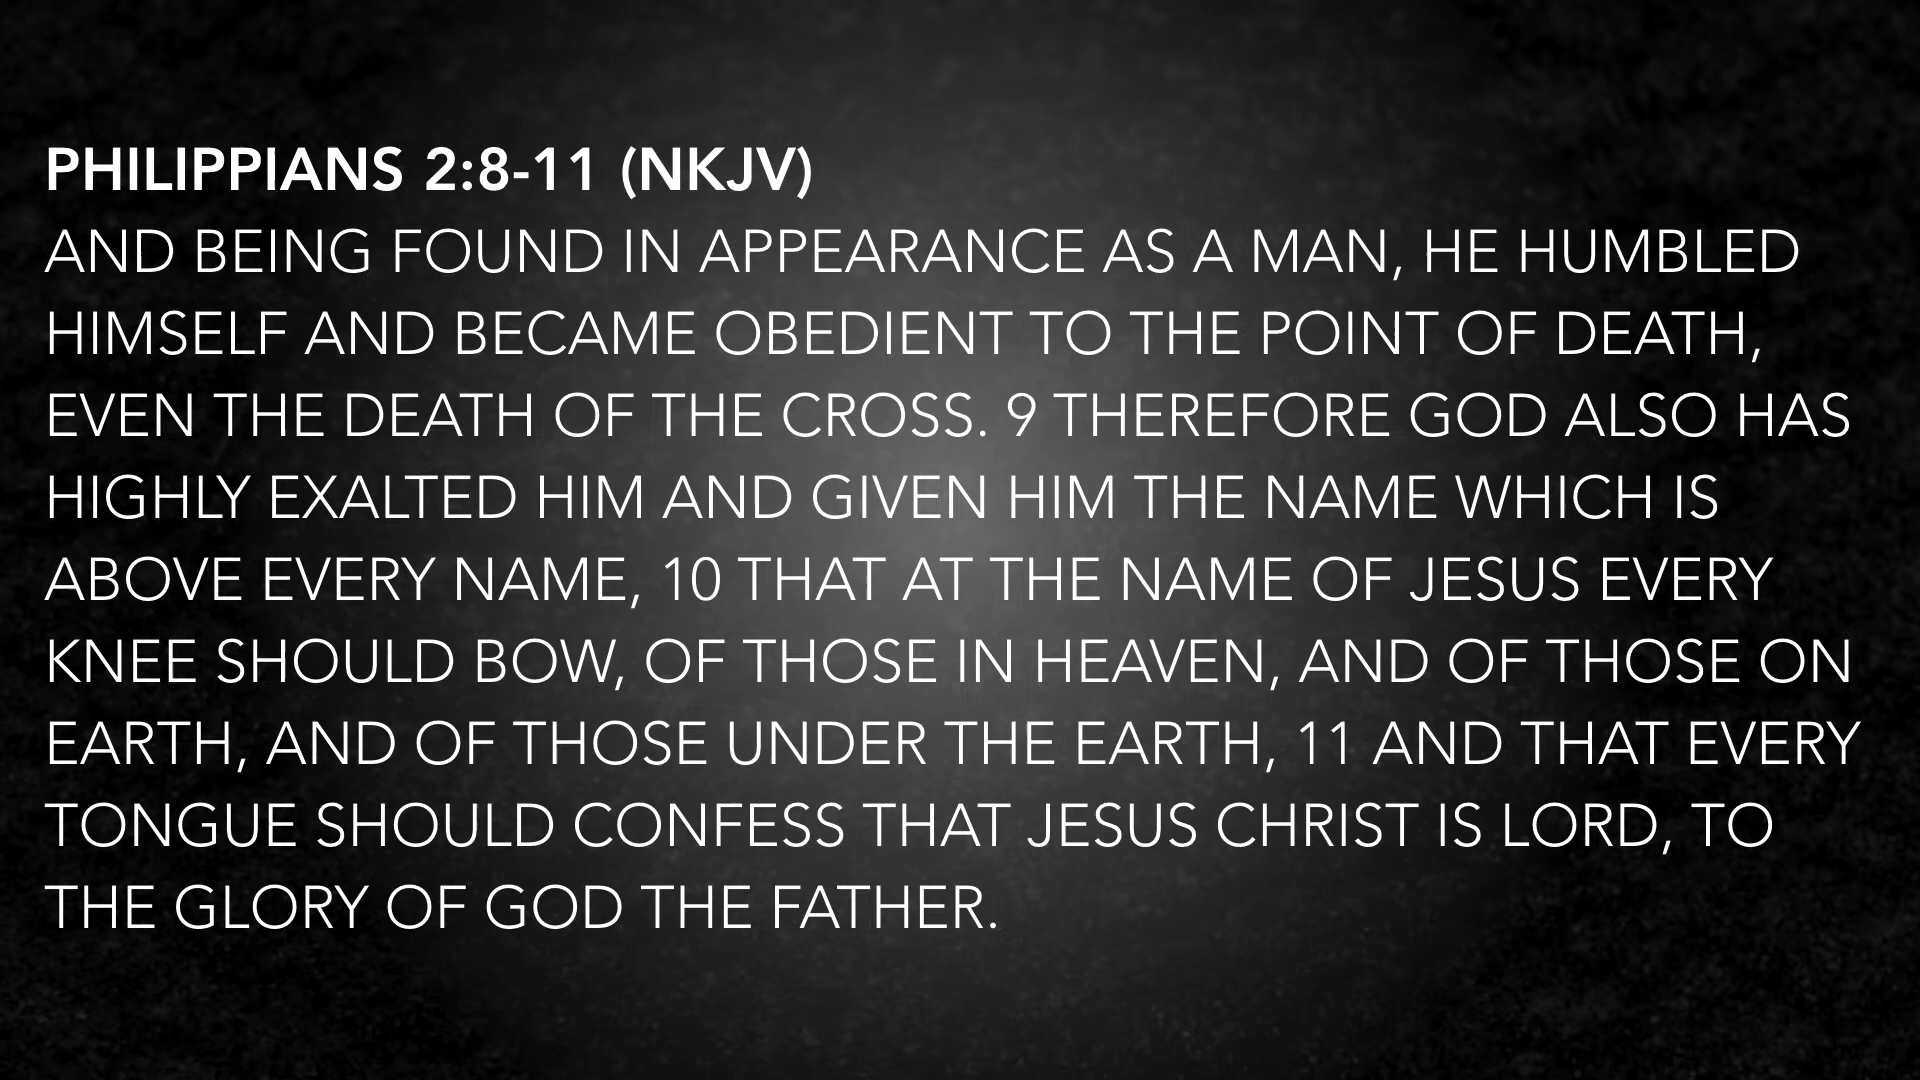 PHILIPPIANS 2:8-11 (NKJV)
AND BEING FOUND IN APPEARANCE AS A MAN, HE HUMBLED
HIMSELF AND BECAME OBEDIENT TO THE POINT OF DEATH,
EVEN THE DEATH OF THE CROSS. 9 THEREFORE GOD ALSO HAS
HIGHLY EXALTED HIM AND GIVEN HIM THE NAME WHICH IS
ABOVE EVERY NAME, 10 THAT AT THE NAME OF JESUS EVERY
KNEE SHOULD BOW, OF THOSE IN HEAVEN, AND OF THOSE ON
EARTH, AND OF THOSE UNDER THE EARTH, 11 AND THAT EVERY
TONGUE SHOULD CONFESS THAT JESUS CHRIST IS LORD, TO
THE GLORY OF GOD THE FATHER.